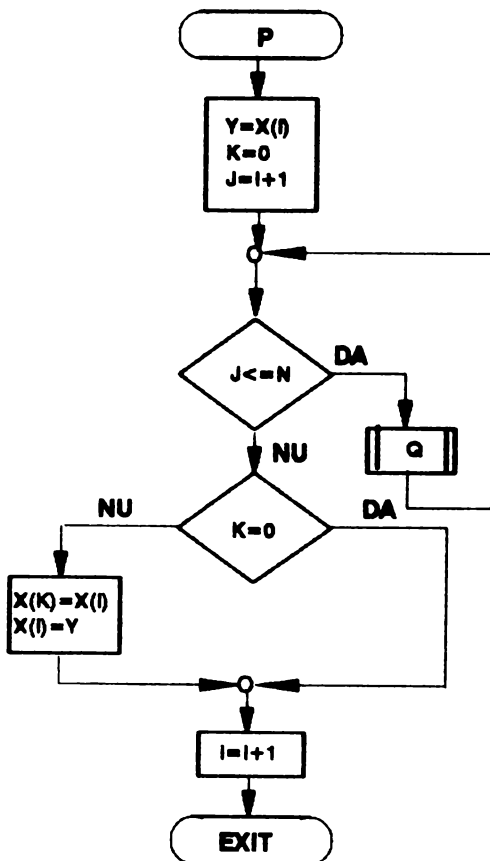 P
Y=X(I)
K=0
J=I+1
J<=N
DA
Q
NU
K=0
NU
DA
X(K)=X(I)
X(I)=Y
I=I+1
EXIT